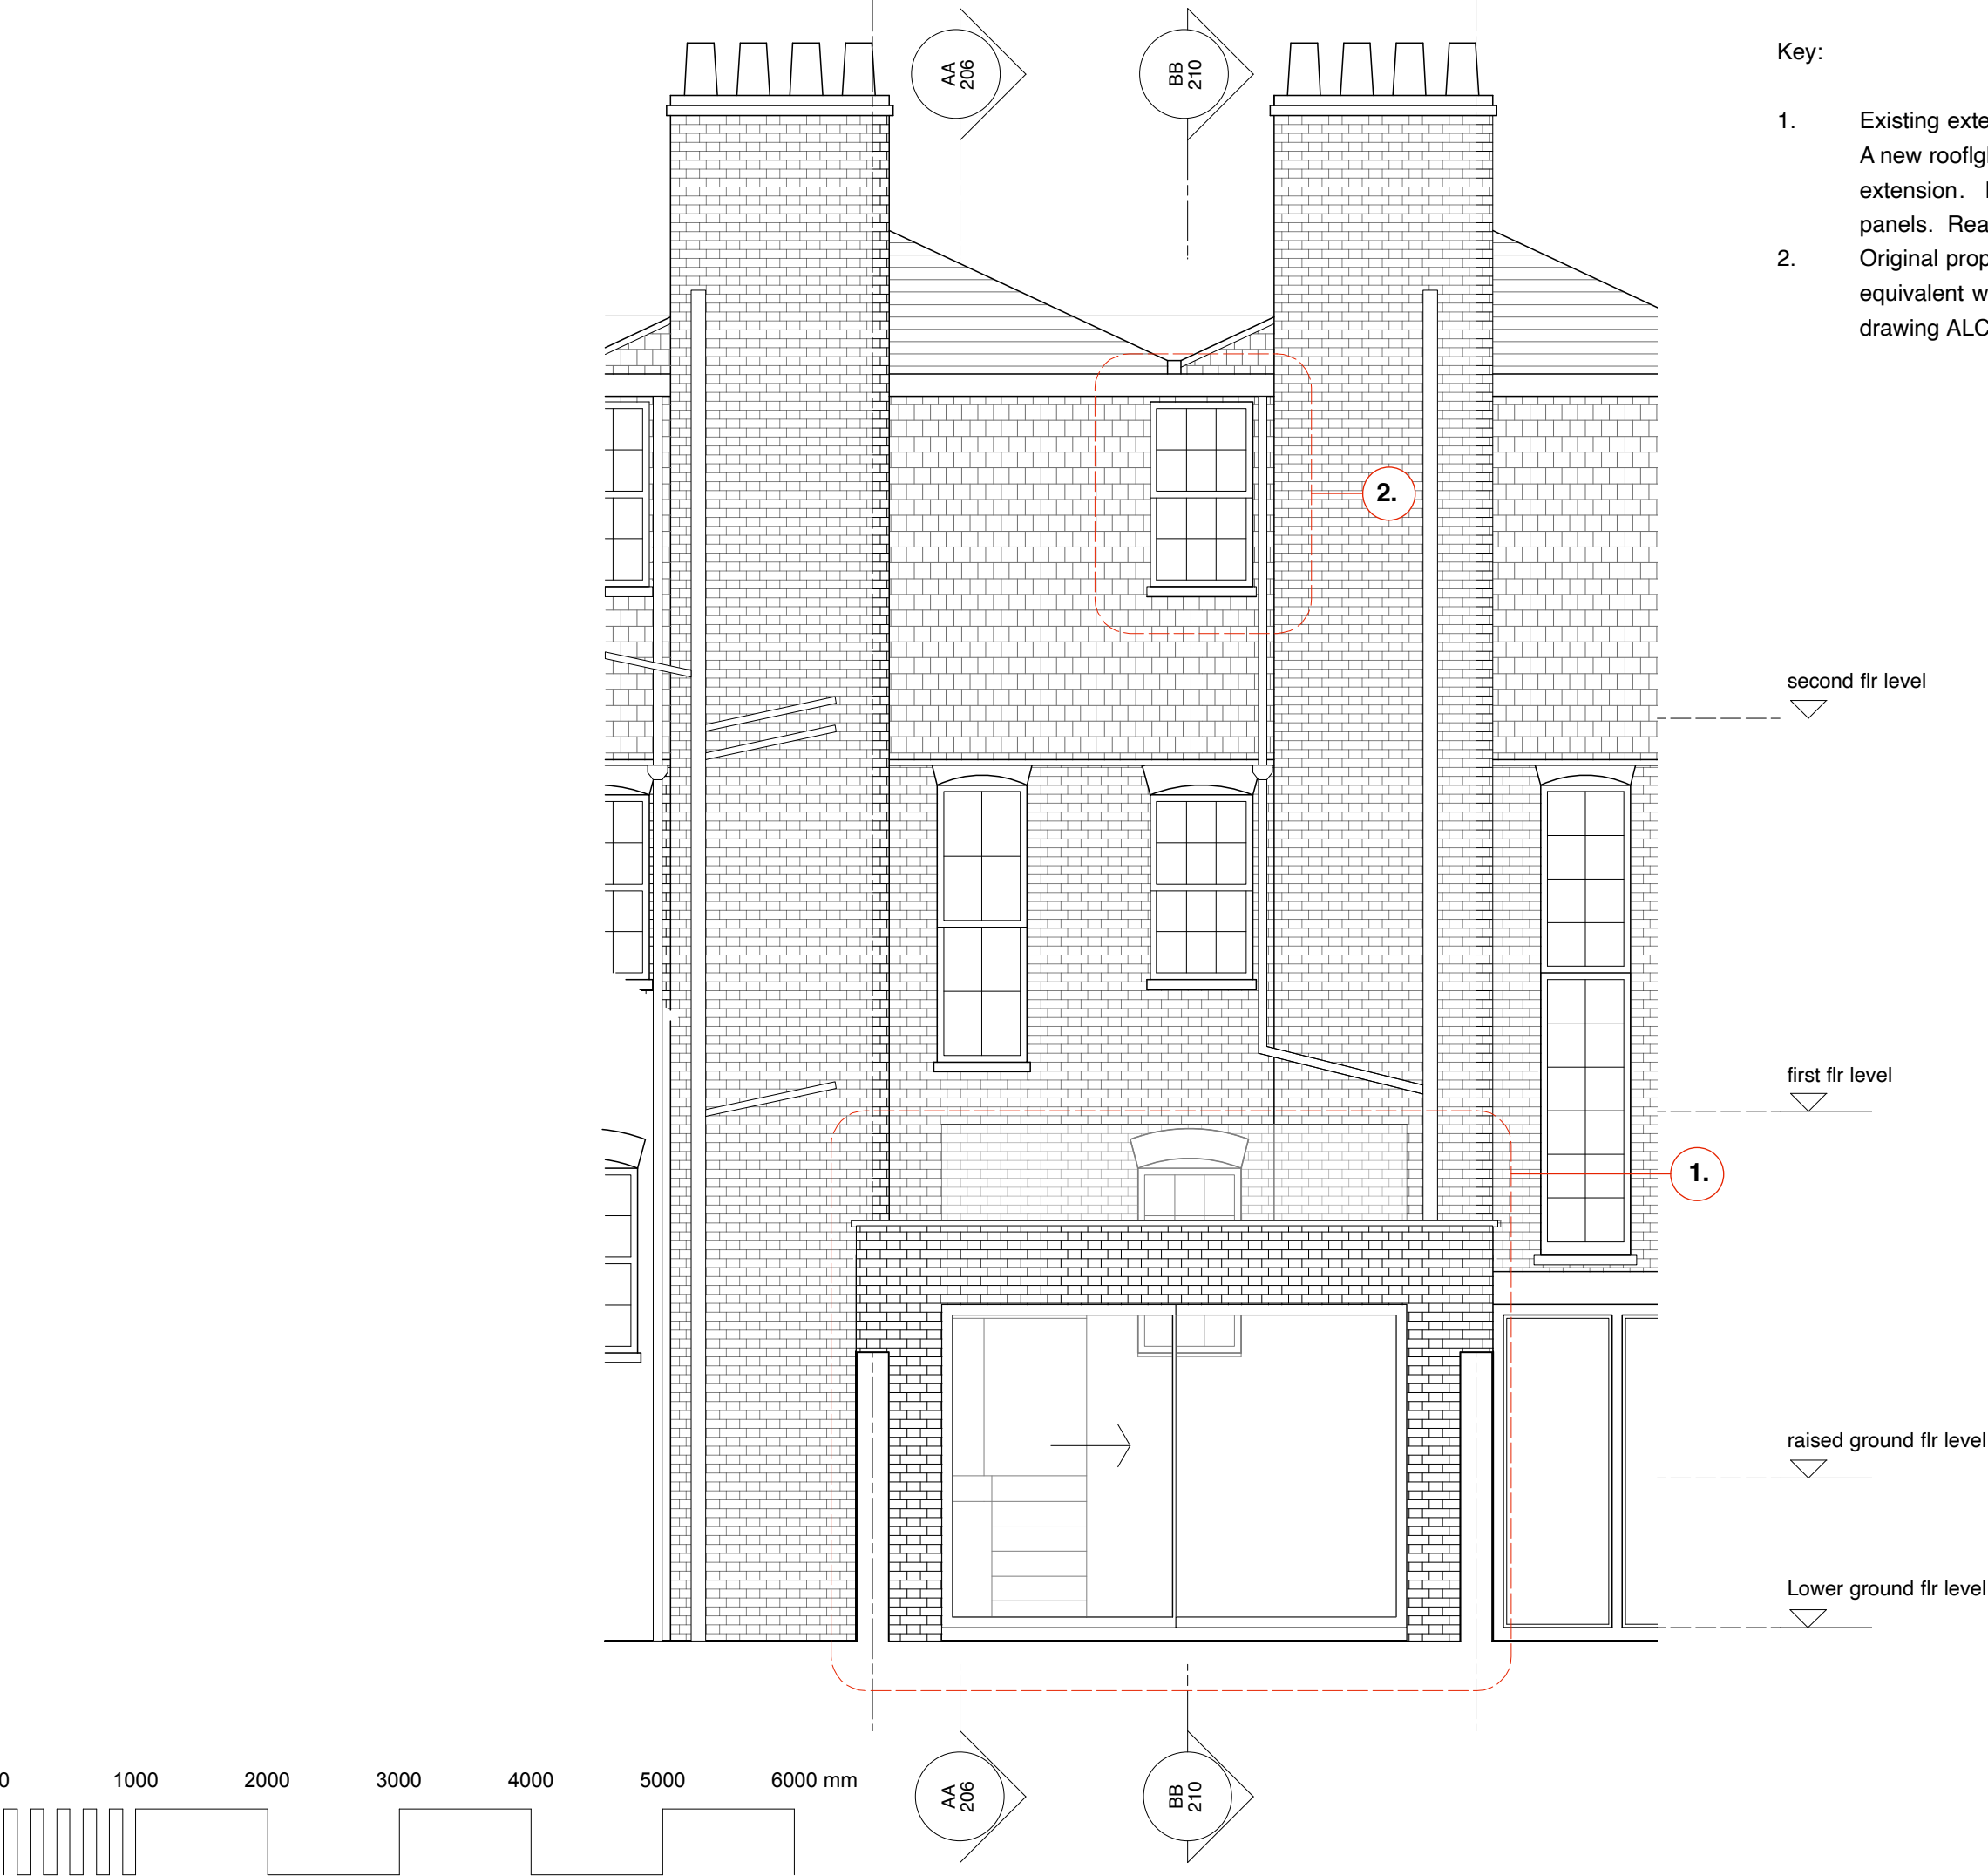 AA
206
BB
210
Key:
1. Existing exte
A new rooflg
extension.
panels. Rea
2. Original prop
equivalent w
drawing ALC
2.
second flr level
first flr level
1.
raised ground flr level
Lower ground flr level
0 1000 2000 3000 4000 5000 6000 mm
AA
206
BB
210